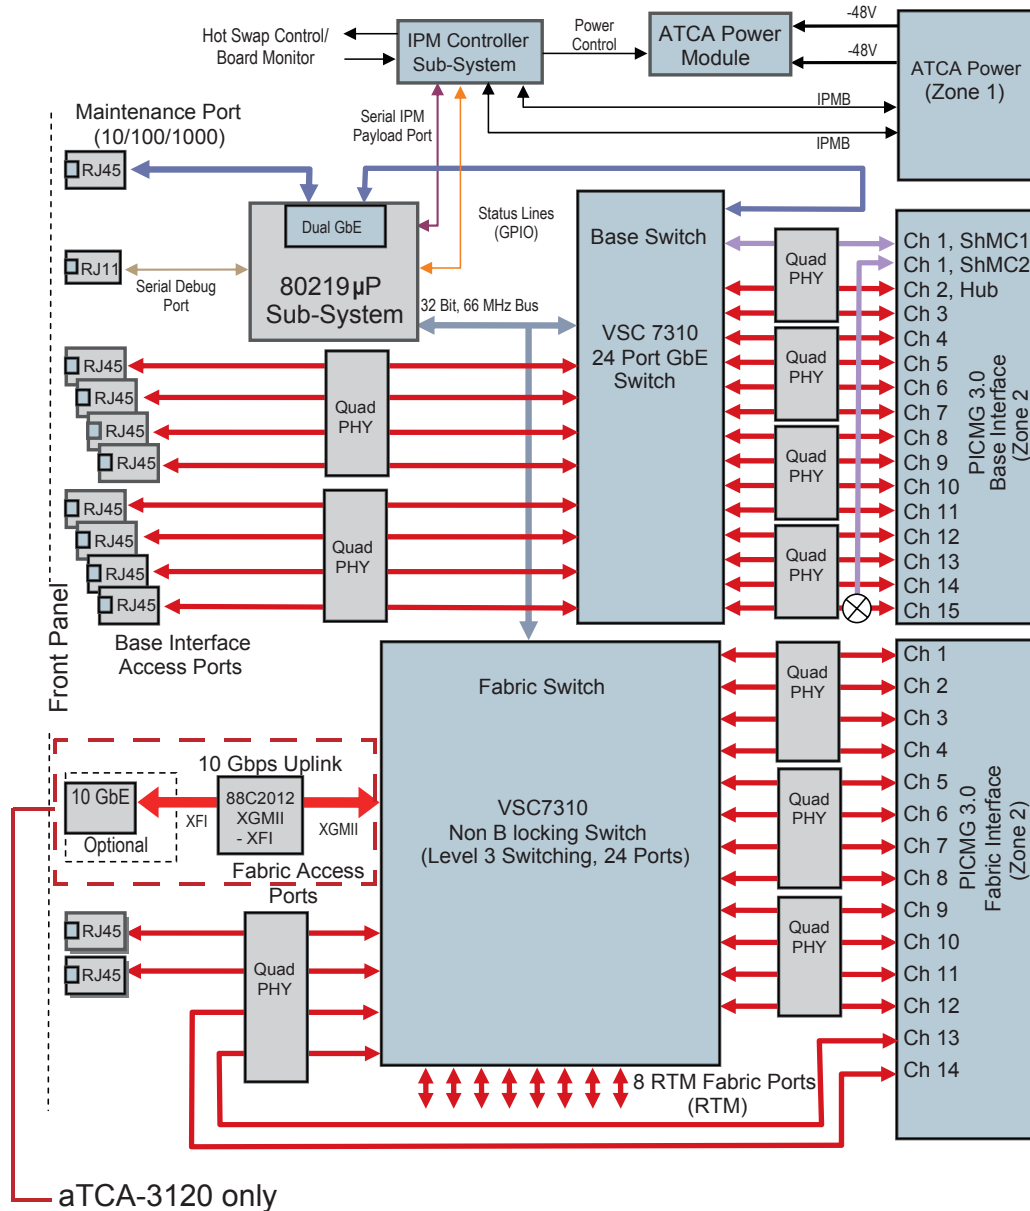 Hot Swap Control/
Board Monitor
IPM Controller
Sub-System
Power
Control
ATCA Power
Module
-48V
-48V
ATCA Power
(Zone 1)
IPMB
IPMB
Maintenance Port
(10/100/1000)
Serial IPM
Payload Port
RJ45
Dual GbE
Status Lines
(GPIO)
RJ11
Serial Debug
Port
80219µP
Sub-System
32 Bit, 66 MHz Bus
Base Switch
VSC 7310
24 Port GbE
Switch
Quad
PHY
Quad
PHY
Quad
PHY
Quad
PHY
Ch 1, ShMC1
Ch 1, ShMC2
Ch 2, Hub
Ch 3
Ch 4
Ch 5
Ch 6
Ch 7
Ch 8
Ch 9
Ch 10
Ch 11
Ch 12
Ch 13
Ch 14
Ch 15
PICMG 3.0
Base Interface
(Zone 2
RJ45
RJ45
RJ45
RJ45
Quad
PHY
RJ45
RJ45
RJ45
RJ45
Quad
PHY
Base Interface
Access Ports
Front Panel
Fabric Switch
VSC7310
Non B locking Switch
(Level 3 Switching, 24 Ports)
10 Gbps Uplink
10 GbE
Optional
XFI
88C2012
XGMII
- XFI
XGMII
Fabric Access
Ports
RJ45
RJ45
Quad
PHY
Quad
PHY
Quad
PHY
Quad
PHY
Ch 1
Ch 2
Ch 3
Ch 4
Ch 5
Ch 6
Ch 7
Ch 8
Ch 9
Ch 10
Ch 11
Ch 12
Ch 13
Ch 14
PICMG 3.0
Fabric Interface
(Zone 2)
8 RTM Fabric Ports
(RTM)
aTCA-3120 only